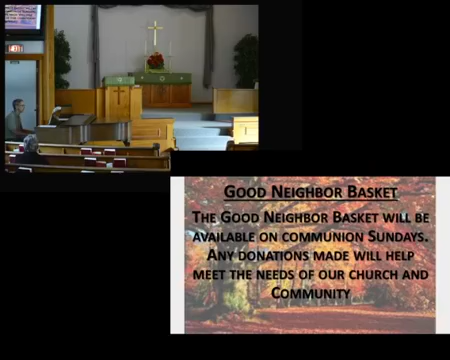 GOOD NEIGHBOR BASKET
THE GOOD NEIGHBOR BASKET WILL BE
AVAILABLE ON COMMUNION SUNDAYS.
ANY DONATIONS MADE WILL HELP
MEET THE NEEDS OF OUR CHURCH AND
COMMUNITY